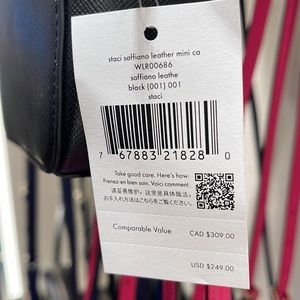 staci saffiano leather mini ca
WLR00686
saffiano leathe
black (001) 001
staci
7 67883 21828 0
Take good care. Here's how.
Prenez-en bien soin. Voici comment.
请妥善维护。这里是具体做法。
お手入れ方法はこちらをご覧ください
Comparable Value CAD $309.00
USD $249.00